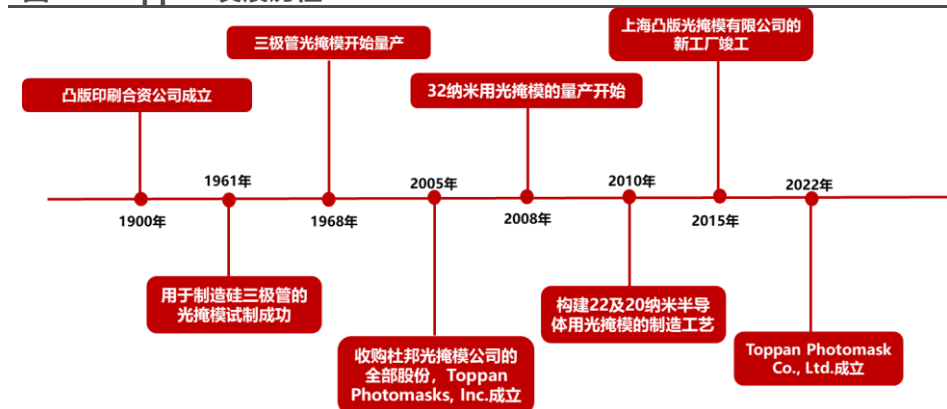 三极管光掩模开始量产
上海凸版光掩模有限公司的
新工厂竣工
凸版印刷合资公司成立
32纳米用光掩模的量产开始
1961年
2005年
2010年
2022年
1900年
1968年
2008年
2015年
用于制造硅三极管的
光掩模试制成功
收购杜邦光掩模公司的
全部股份，Toppan
Photomasks, Inc.成立
构建22及20纳米半导
体用光掩模的制造工艺
Toppan Photomask
Co., Ltd.成立